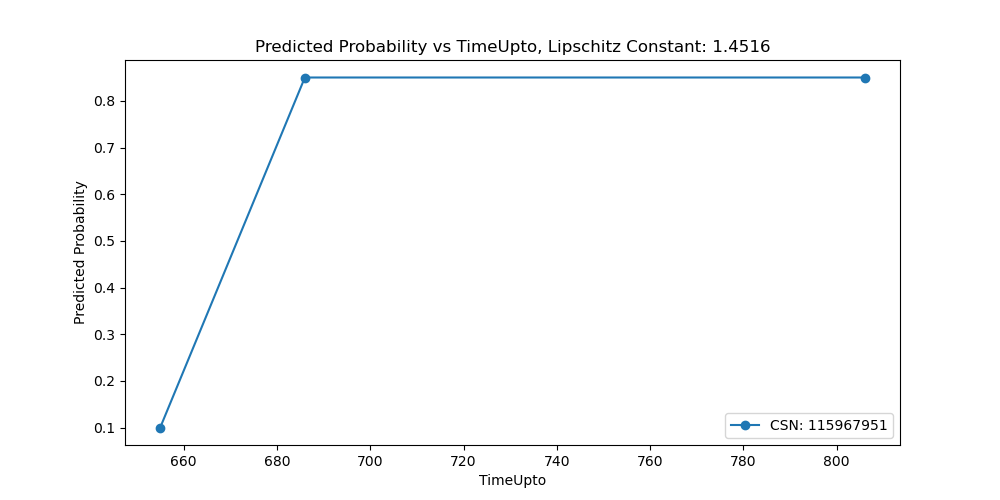 Predicted Probability vs TimeUpto, Lipschitz Constant: 1.4516
Predicted Probability
0.8
0.7
0.6
0.5
0.4
0.3
0.2
0.1
CSN: 115967951
660 680 700 720 740 760 780 800
TimeUpto